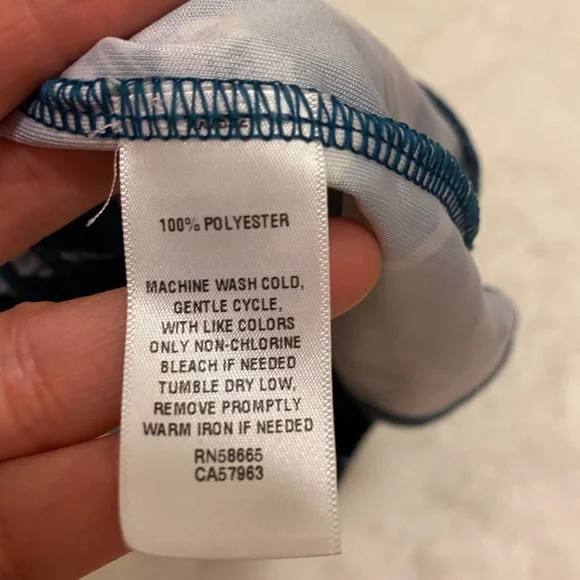 100% POLYESTER
MACHINE WASH COLD,
GENTLE CYCLE,
WITH LIKE COLORS
ONLY NON-CHLORINE
BLEACH IF NEEDED
TUMBLE DRY LOW,
REMOVE PROMPTLY
WARM IRON IF NEEDED
RN58665
CA57963